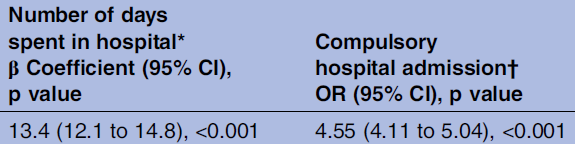 Number of days
spent in hospital*
β Coefficient (95% CI),
p value
Compulsory
hospital admission†
OR (95% CI), p value
13.4 (12.1 to 14.8), <0.001
4.55 (4.11 to 5.04), <0.001